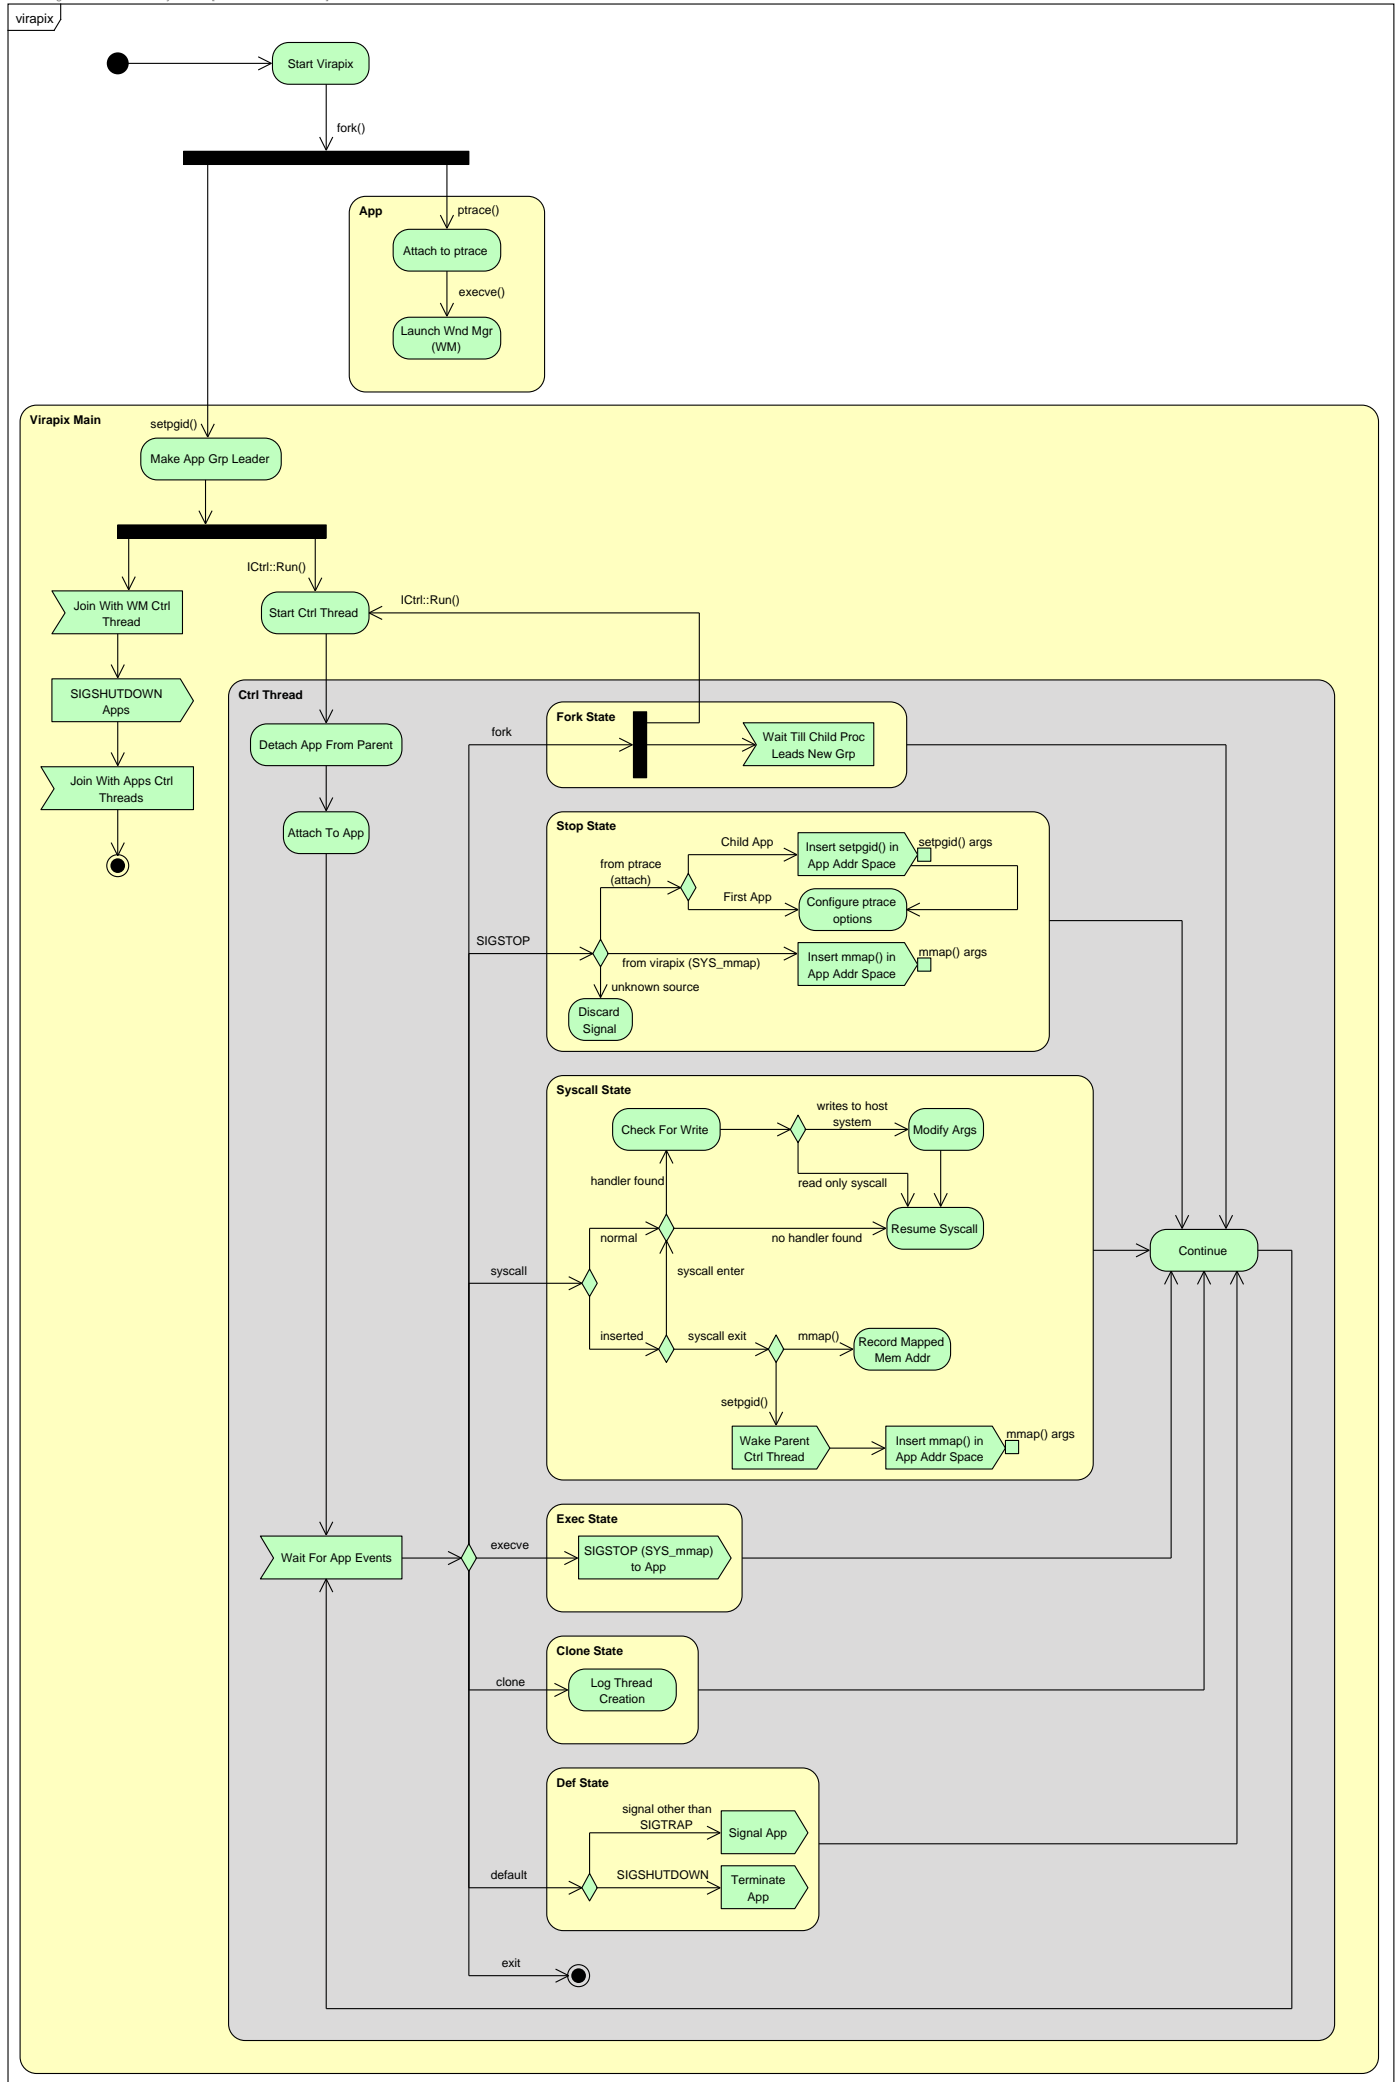 virapix
Start Virapix
fork()
App
ptrace()
Attach to ptrace
execve()
Launch Wnd Mgr
(WM)
Virapix Main
setpgid()
Make App Grp Leader
ICtrl::Run()
Join With WM Ctrl
Thread
Start Ctrl Thread
ICtrl::Run()
SIGSHUTDOWN
Apps
Join With Apps Ctrl
Threads
Ctrl Thread
Detach App From Parent
Attach To App
fork
Fork State
Wait Till Child Proc
Leads New Grp
Stop State
SIGSTOP
from ptrace
(attach)
Child App
Insert setpgid() in
App Addr Space
setpgid() args
First App
Configure ptrace
options
from virapix (SYS_mmap)
Insert mmap() in
App Addr Space
mmap() args
unknown source
Discard
Signal
Syscall State
Check For Write
writes to host
system
Modify Args
handler found
read only syscall
normal
no handler found
Resume Syscall
Continue
syscall
syscall enter
inserted
syscall exit
mmap()
Record Mapped
Mem Addr
setpgid()
Wake Parent
Ctrl Thread
Insert mmap() in
App Addr Space
mmap() args
Wait For App Events
execve
Exec State
SIGSTOP (SYS_mmap)
to App
clone
Clone State
Log Thread
Creation
Def State
signal other than
SIGTRAP
Signal App
default
SIGSHUTDOWN
Terminate
App
exit